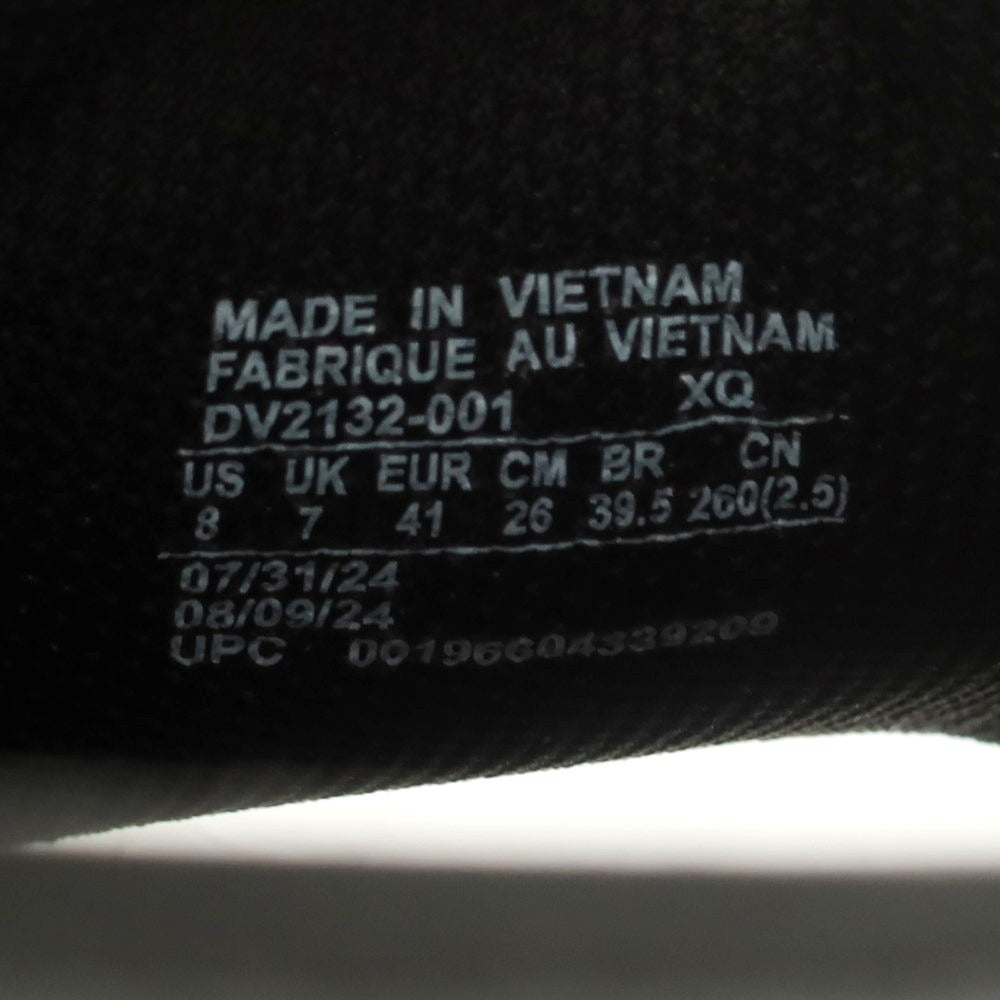 MADE IN VIETNAM
FABRIQUE AU VIETNAM
DV2132-001 XQ
US UK EUR CM BR CN
8 7 41 26 39.5 260(2.5)
07/31/24
08/09/24
UPC 00196604339209